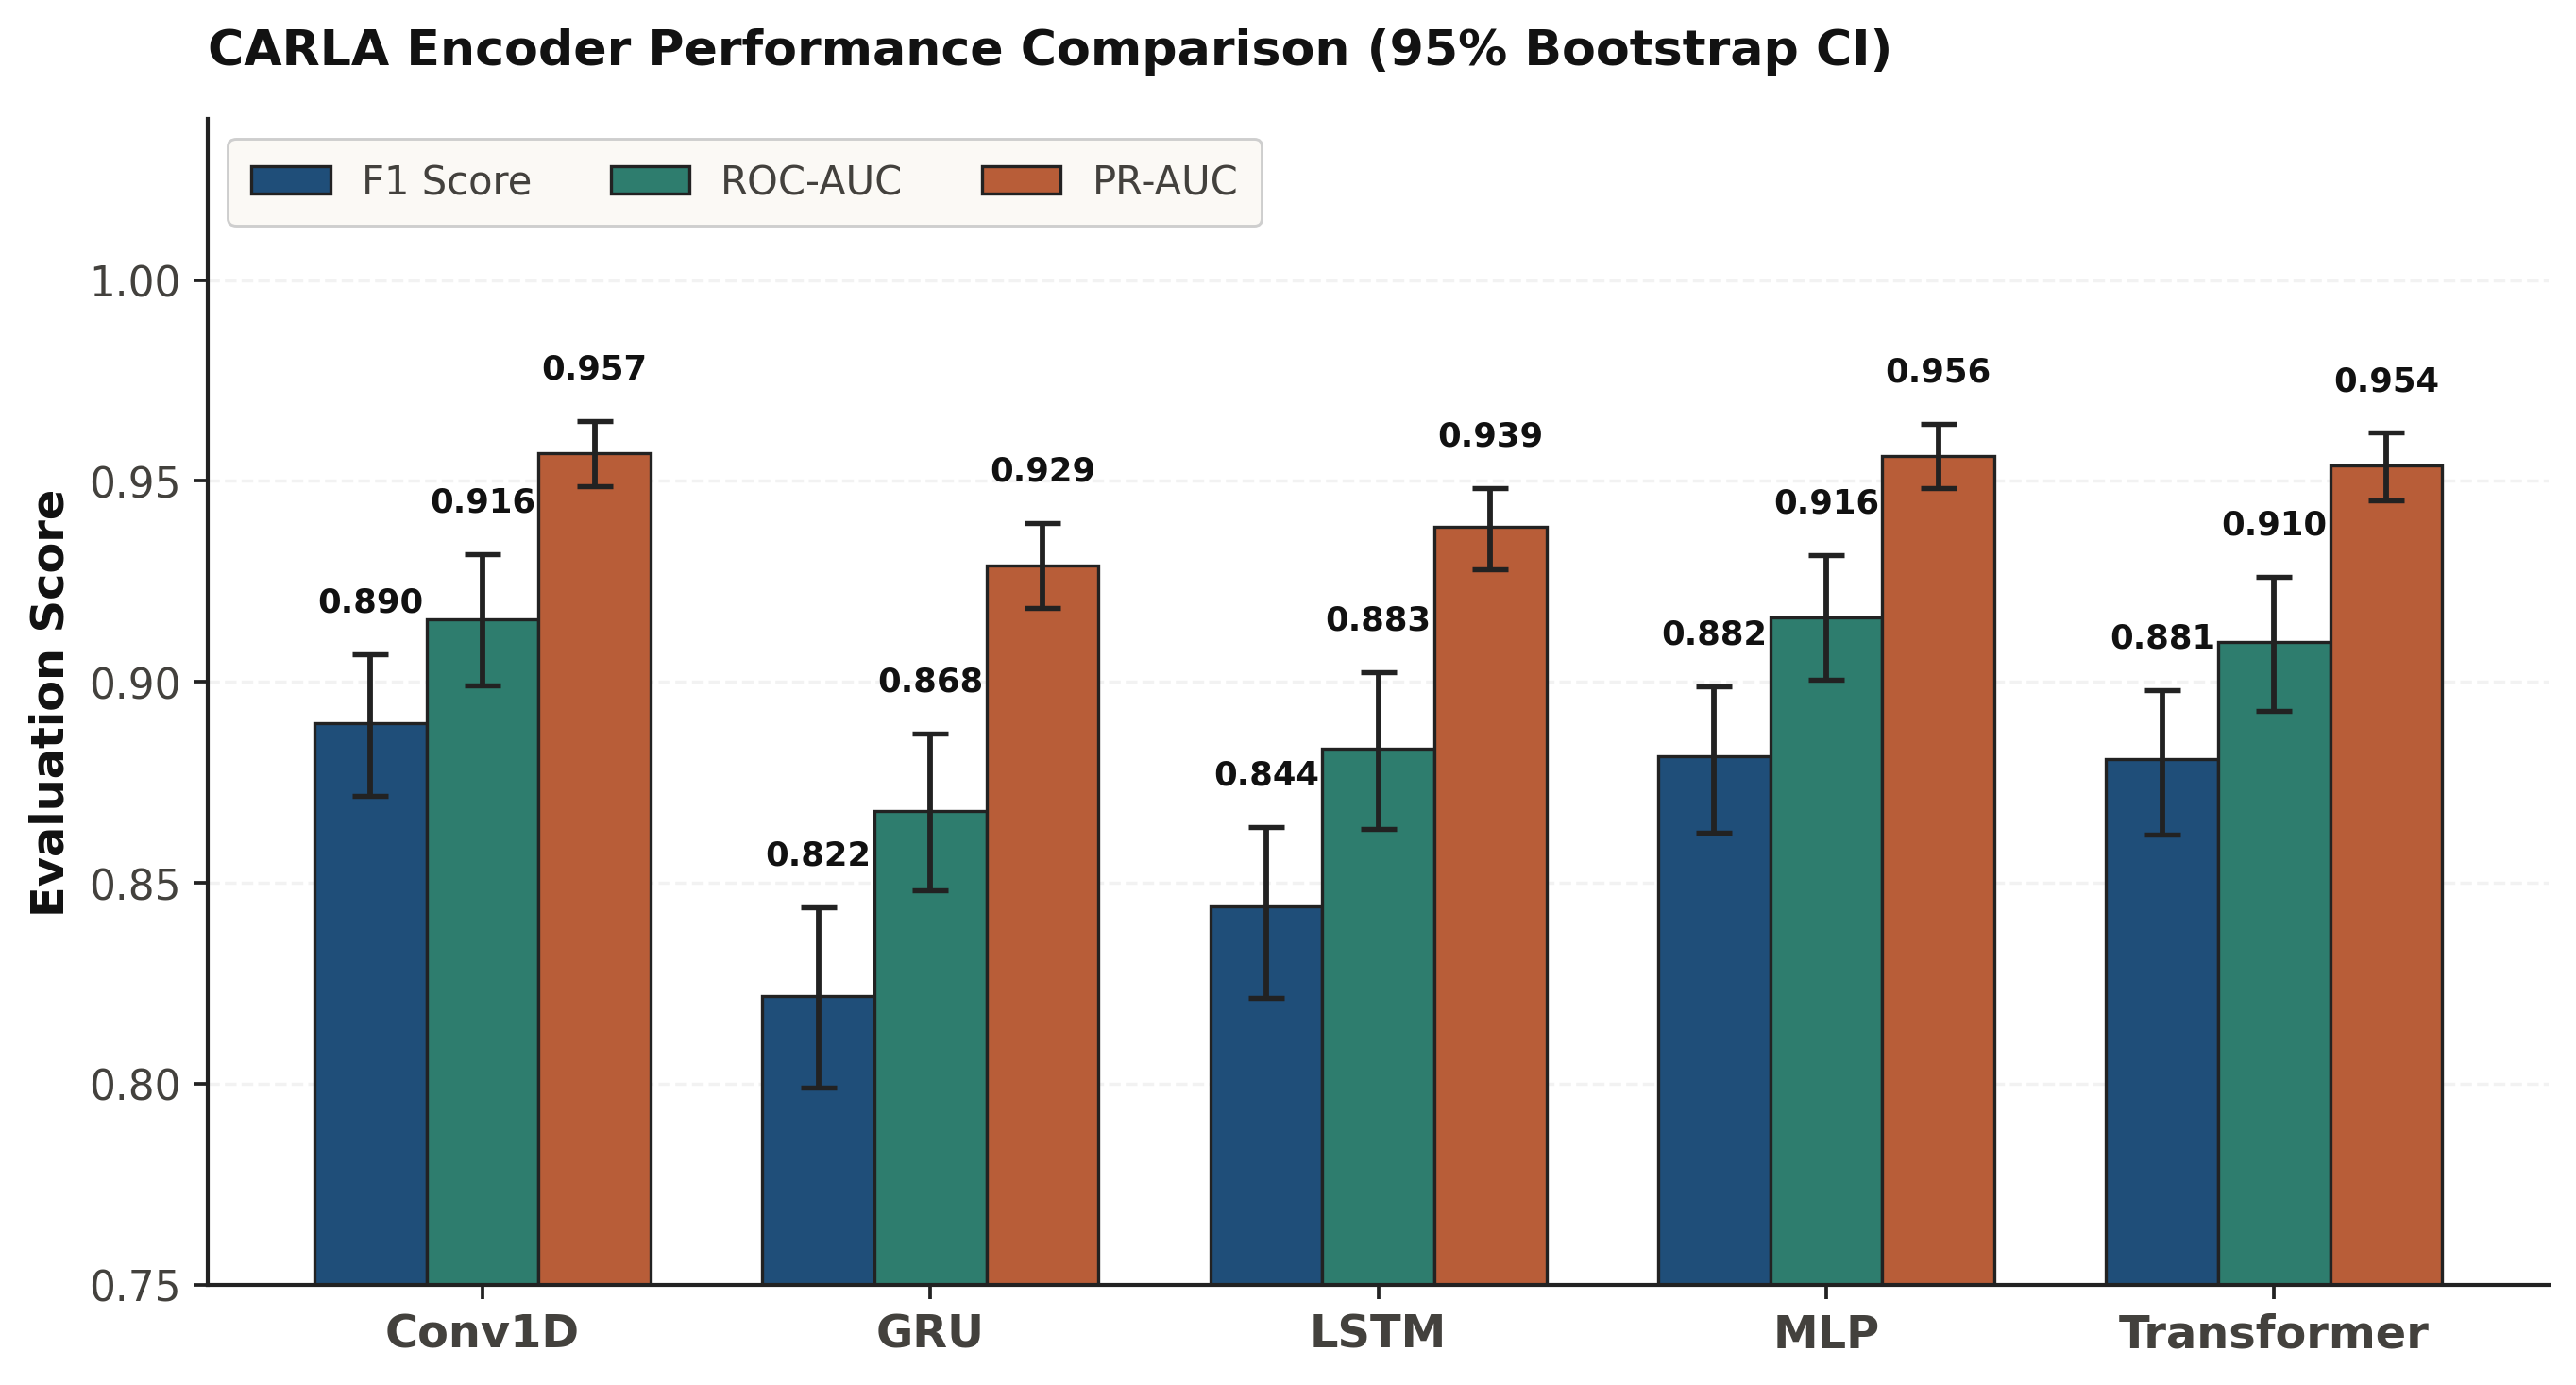 CARLA Encoder Performance Comparison (95% Bootstrap CI)
F1 Score ROC-AUC PR-AUC
Evaluation Score
1.00
0.95
0.90
0.85
0.80
0.75
0.890 0.916 0.957
0.822 0.868 0.929
0.844 0.883 0.939
0.882 0.916 0.956
0.881 0.910 0.954
Conv1D GRU LSTM MLP Transformer